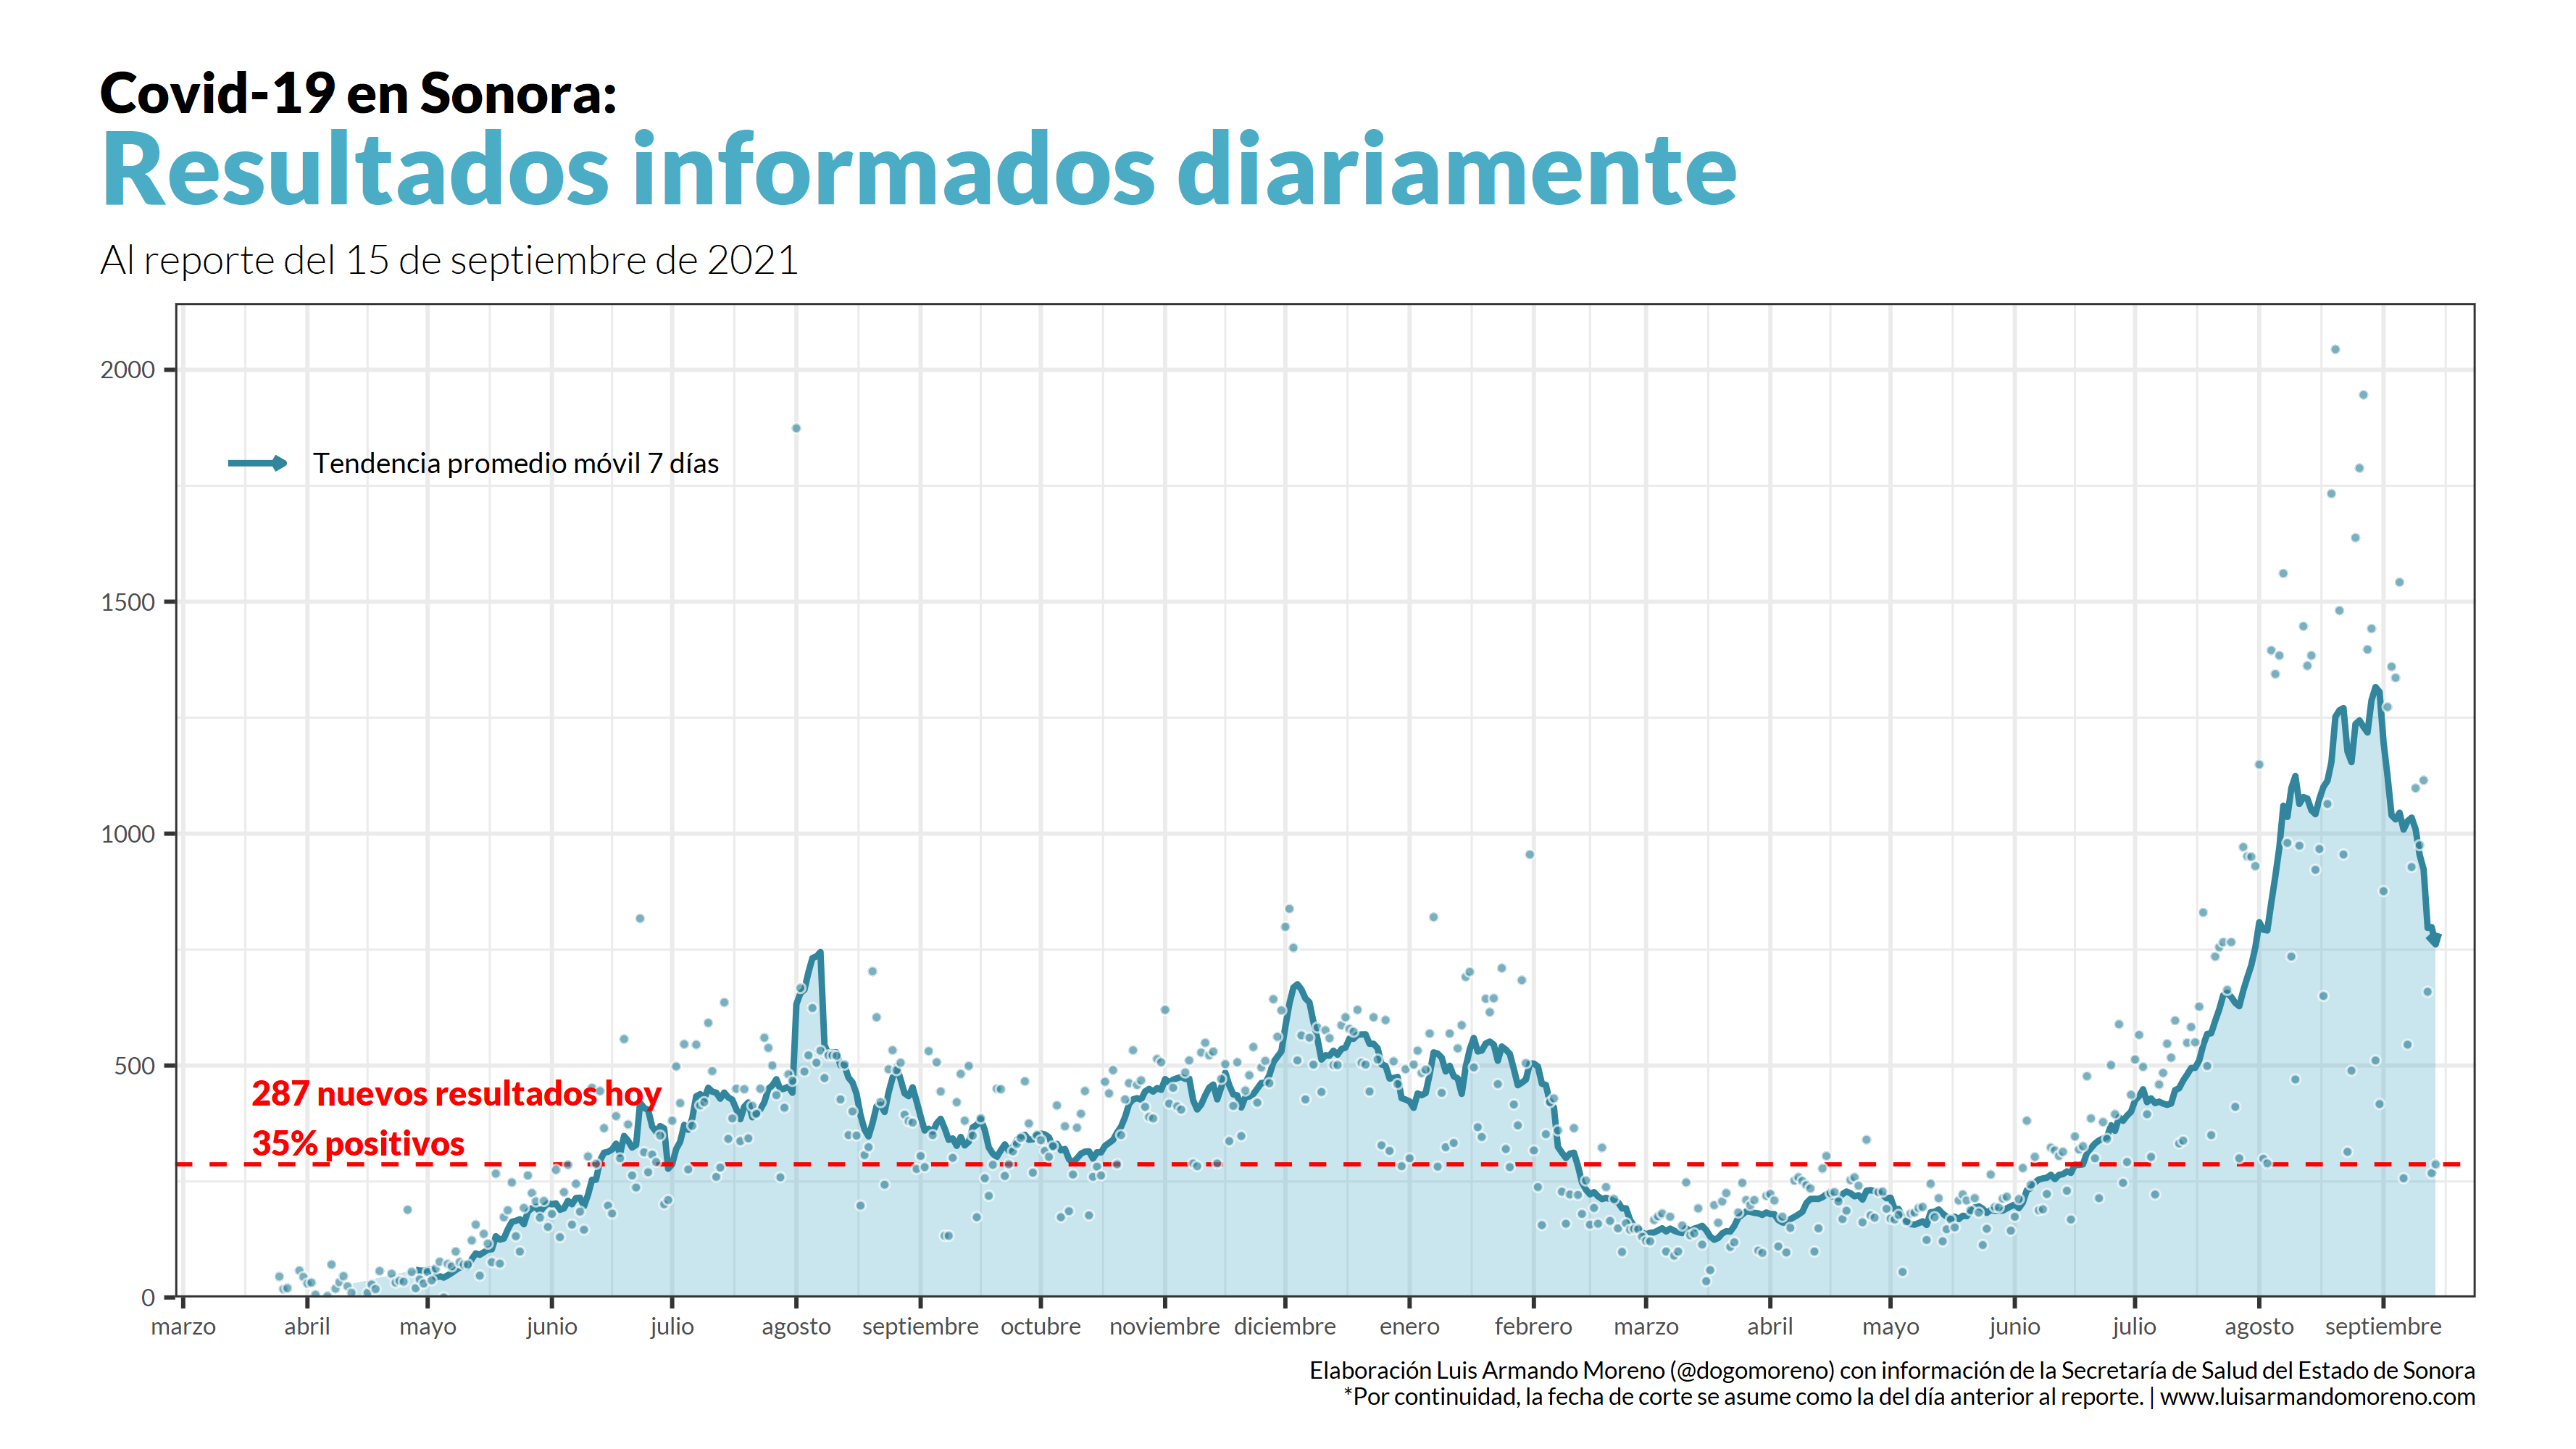 Covid-19 en Sonora:
Resultados informados diariamente
Al reporte del 15 de septiembre de 2021
2000
1500
1000
500
0
Tendencia promedio móvil 7 días
287 nuevos resultados hoy
35% positivos
marzo abril mayo junio julio agosto septiembre octubre noviembre diciembre enero febrero marzo abril mayo junio julio agosto septiembre
Elaboración Luis Armando Moreno (@dogomoreno) con información de la Secretaría de Salud del Estado de Sonora
*Por continuidad, la fecha de corte se asume como la del día anterior al reporte. | www.luisarmandomoreno.com